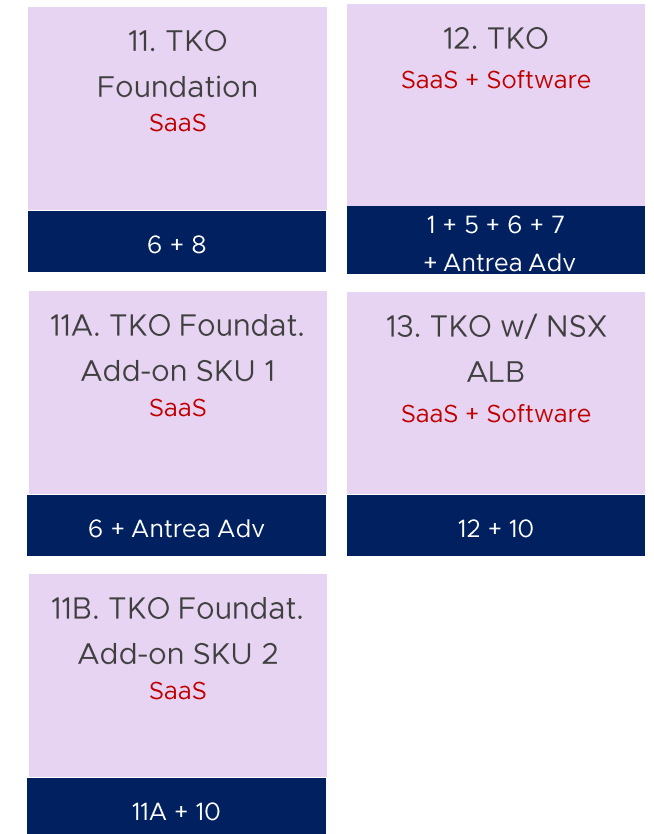 11. TKO
Foundation
SaaS
6 + 8
12. TKO
SaaS + Software
1 + 5 + 6 + 7
+ Antrea Adv
11A. TKO Foundat.
Add-on SKU 1
SaaS
6 + Antrea Adv
13. TKO w/ NSX
ALB
SaaS + Software
12 + 10
11B. TKO Foundat.
Add-on SKU 2
SaaS
11A + 10